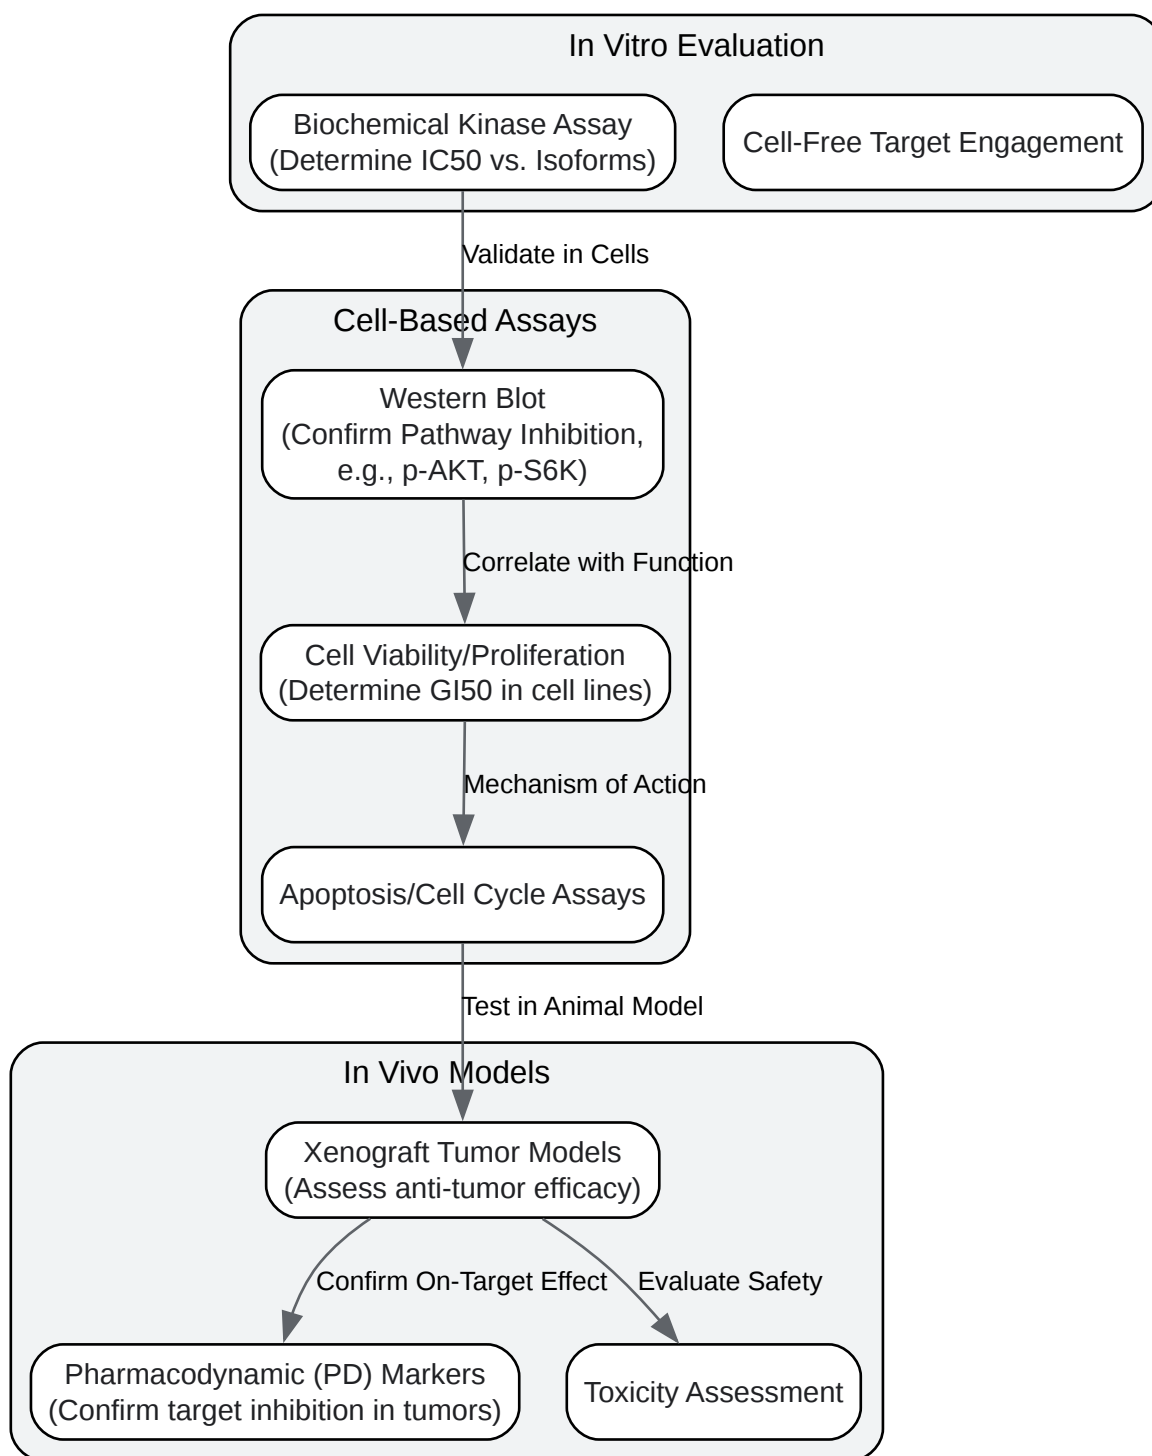 In Vitro Evaluation
Biochemical Kinase Assay
(Determine IC50 vs. Isoforms)
Cell-Free Target Engagement
Validate in Cells
Cell-Based Assays
Western Blot
(Confirm Pathway Inhibition,
e.g., p-AKT, p-S6K)
Correlate with Function
Cell Viability/Proliferation
(Determine GI50 in cell lines)
Mechanism of Action
Apoptosis/Cell Cycle Assays
Test in Animal Model
In Vivo Models
Xenograft Tumor Models
(Assess anti-tumor efficacy)
Confirm On-Target Effect
Evaluate Safety
Pharmacodynamic (PD) Markers
(Confirm target inhibition in tumors)
Toxicity Assessment